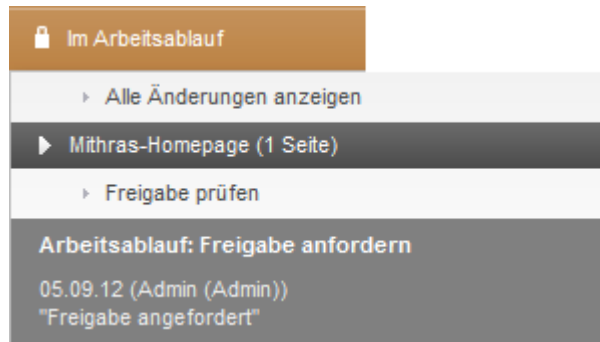 Im Arbeitsablauf
Alle Änderungen anzeigen
Mithras-Homepage (1 Seite)
Freigabe prüfen
Arbeitsablauf: Freigabe anfordern
05.09.12 (Admin (Admin))
"Freigabe angefordert"